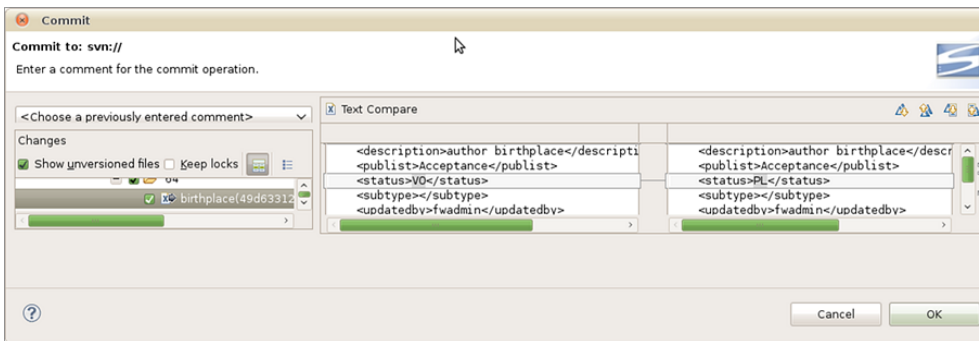 Commit
Commit to: svn://
Enter a comment for the commit operation.
<Choose a previously entered comment>
Text Compare
Changes
Show unversioned files
Keep locks
birthplace(49d63312
<description>author birthplace</descripti
<publist>Acceptance</publist>
<status>VO</status>
<subtype></subtype>
<updatedby>fwadmin</updatedby>
<description>author birthplace</descr
<publist>Acceptance</publist>
<status>PL</status>
<subtype></subtype>
<updatedby>fwadmin</updatedby>
?
Cancel
OK